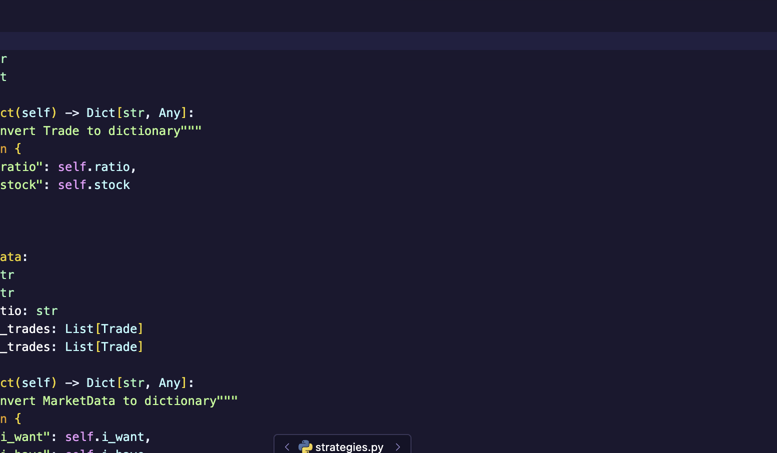 r
t
ct(self) -> Dict[str, Any]:
nvert Trade to dictionary"""
n {
ratio": self.ratio,
stock": self.stock
ata:
tr
tr
tio: str
_trades: List[Trade]
_trades: List[Trade]
ct(self) -> Dict[str, Any]:
nvert MarketData to dictionary"""
n {
i_want": self.i_want,
strategies.py